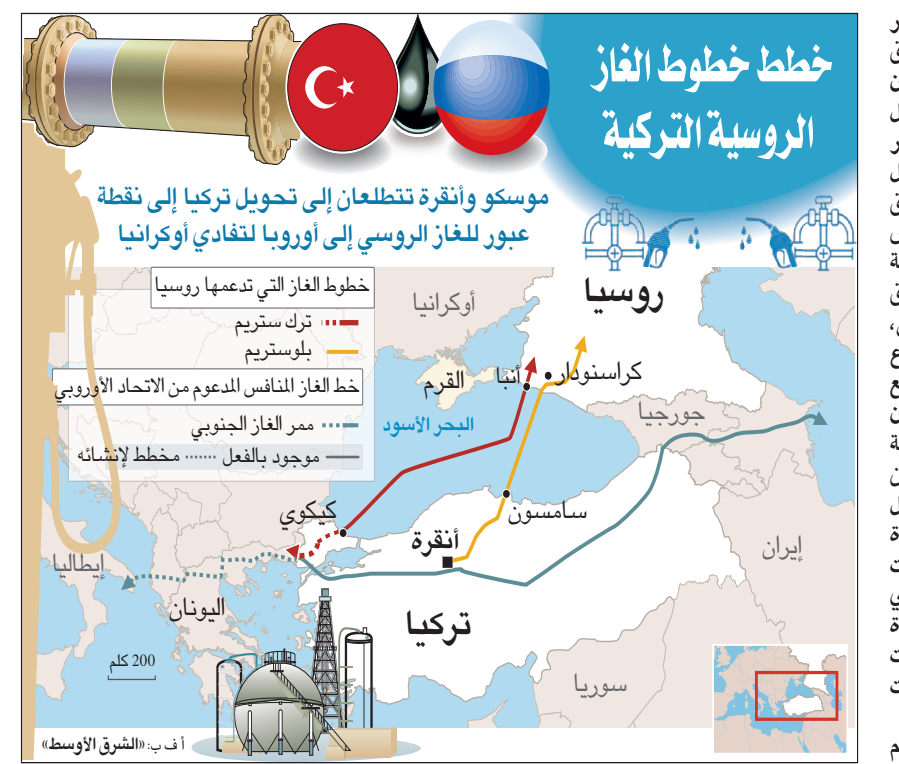 خطط خطوط الغاز
الروسية التركية
موسكو وأنقرة تتطلعان إلى تحويل تركيا إلى نقطة
عبور للغاز الروسي إلى أوروبا لتفادي أوكرانيا
خطوط الغاز التي تدعمها روسيا
ترك ستريم
بلوستريم
خط الغاز المنافس المدعوم من الاتحاد الأوروبي
ممر الغاز الجنوبي
موجود بالفعل
مخطط لإنشائه
روسيا
أوكرانيا
كراسنودار
أنبا
القرم
جورجيا
البحر الأسود
كيكوي
سامسون
أنقرة
إيران
إيطاليا
اليونان
تركيا
سوريا
200 كلم
أ ف ب: «الشرق الأوسط»